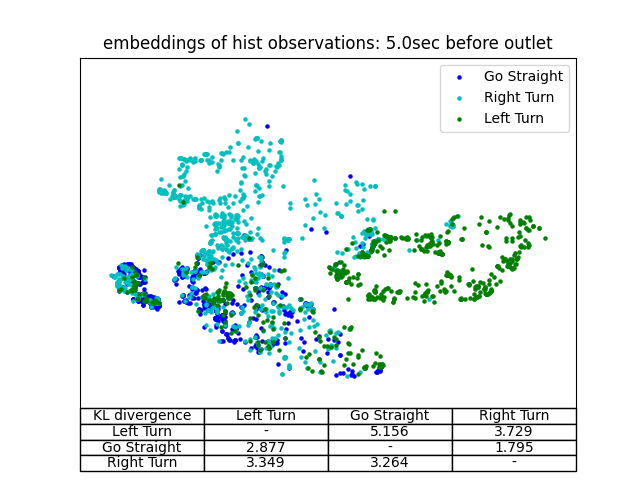 embeddings of hist observations: 5.0sec before outlet
Go Straight
Right Turn
Left Turn
KL divergence Left Turn Go Straight Right Turn
Left Turn - 5.156 3.729
Go Straight 2.877 - 1.795
Right Turn 3.349 3.264 -